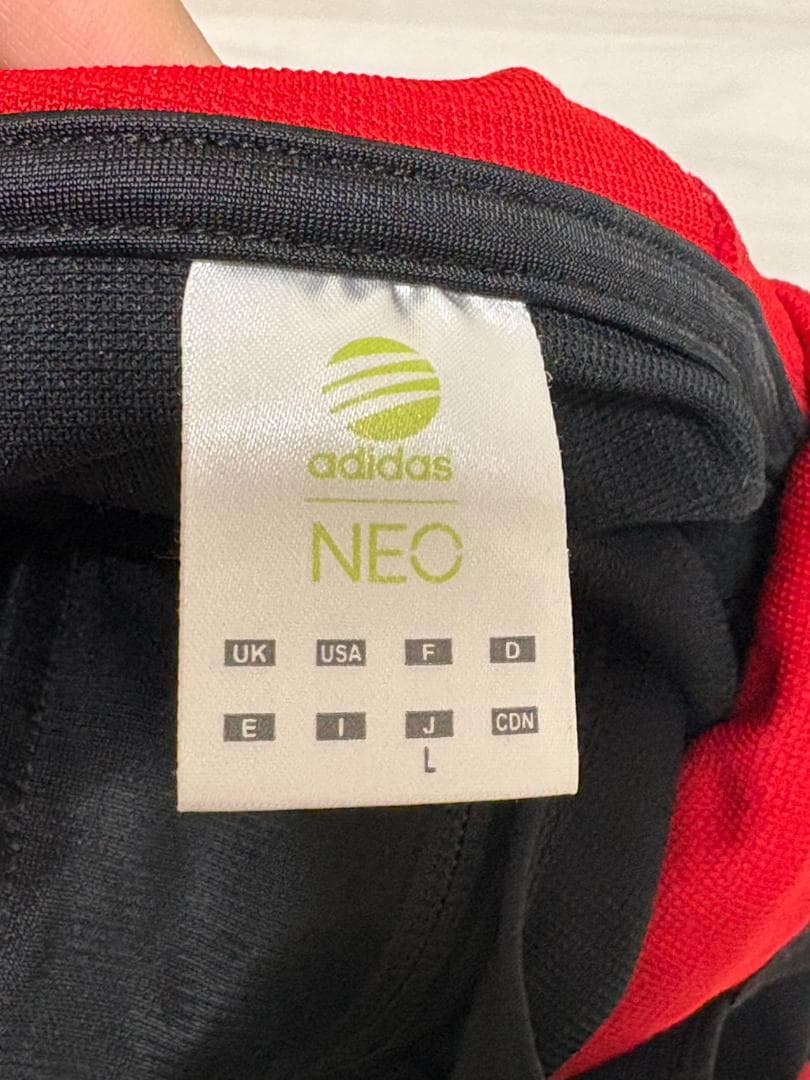 adidas
NEO
UK USA F D
E I J CDN
L